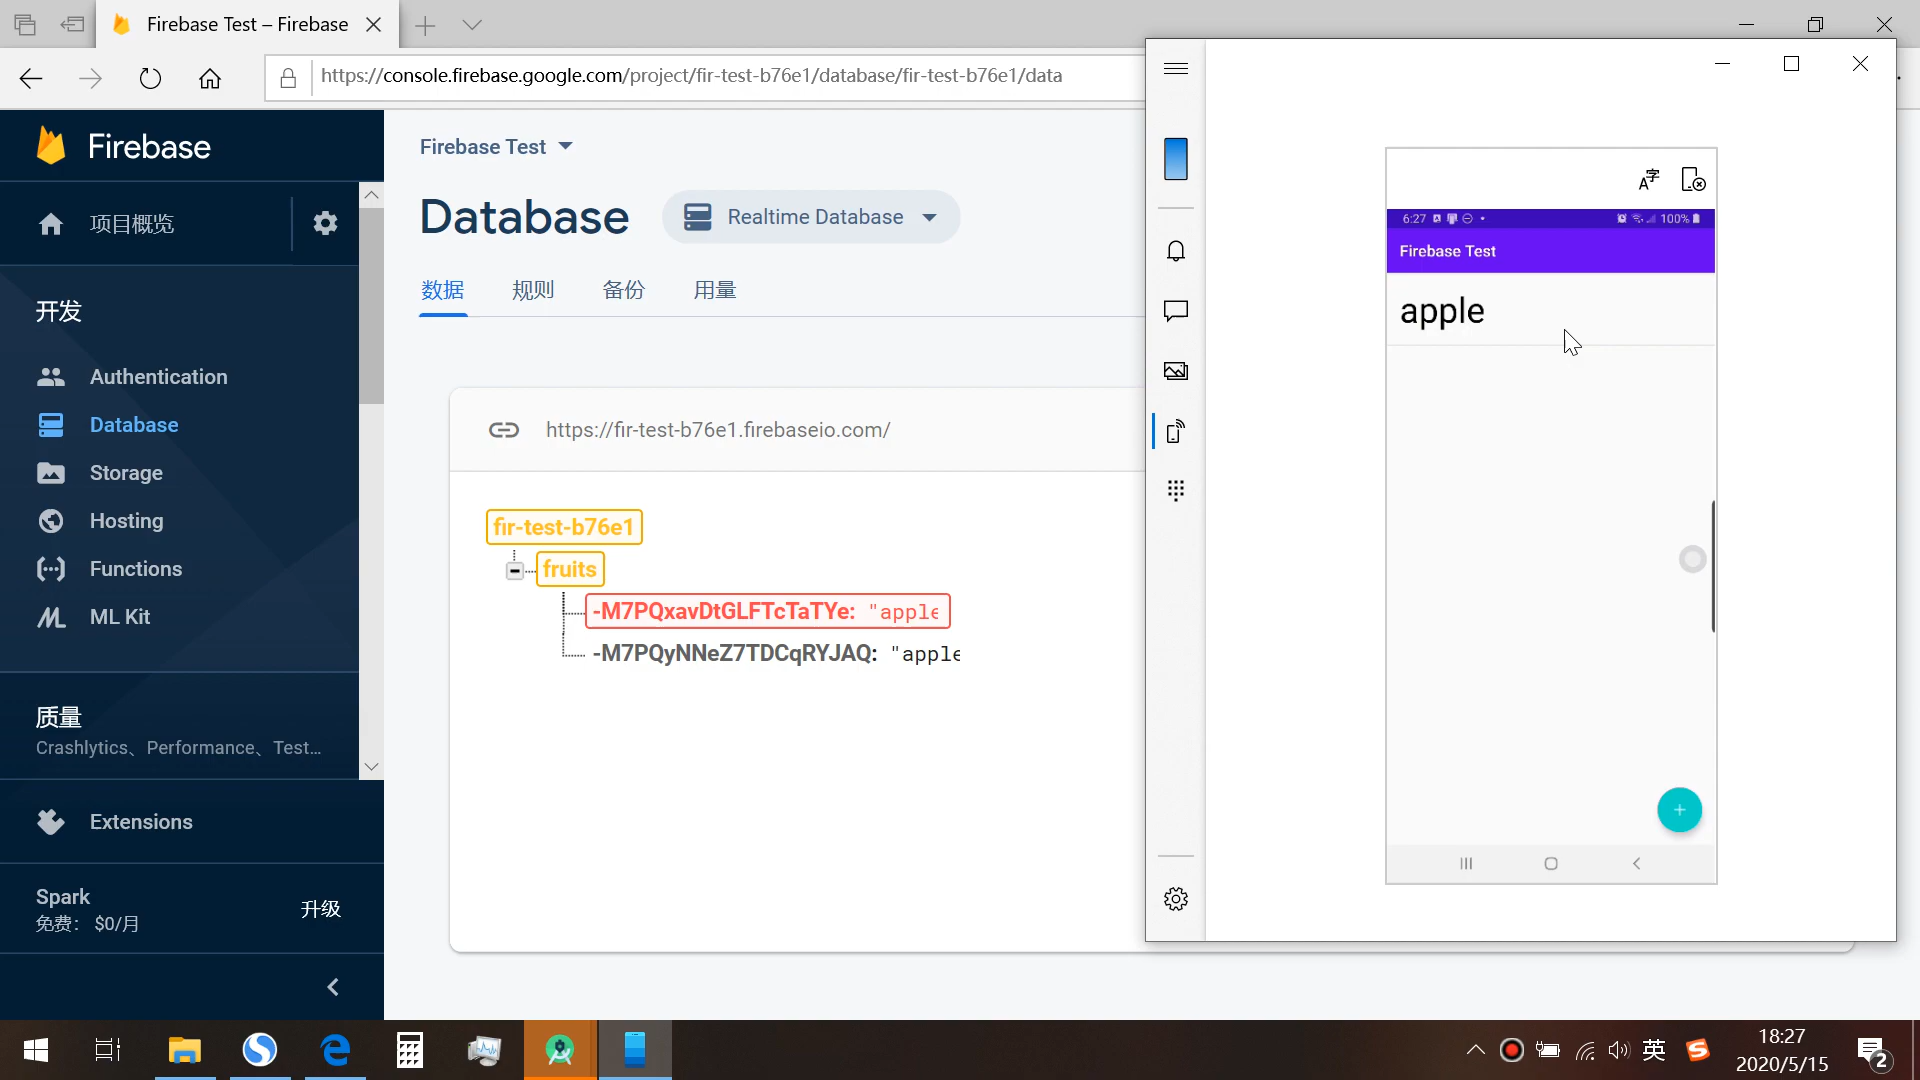 Firebase Test – Firebase
https://console.firebase.google.com/project/fir-test-b76e1/database/fir-test-b76e1/data
Firebase
项目概览
开发
Authentication
Database
Storage
Hosting
Functions
ML Kit
质量
Crashlytics、Performance、Test...
Extensions
Spark
免费： $0/月
升级
Firebase Test
Database
Realtime Database
数据
规则
备份
用量
https://fir-test-b76e1.firebaseio.com/
fir-test-b76e1
fruits
-M7PQxavDtGLFTcTaTYe: "apple
-M7PQyNNeZ7TDCqRYJAQ: "apple
A字
6:27
100%
Firebase Test
apple
英
18:27
2020/5/15
2